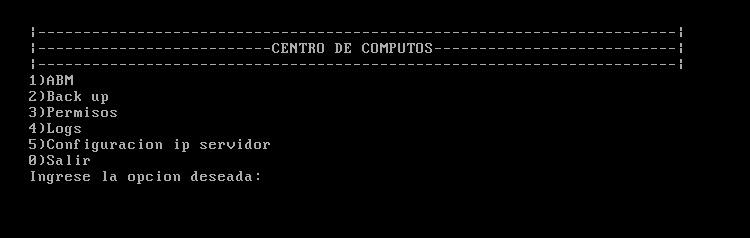 |-----------------------------------------------------------------------|
|--------------------------CENTRO DE COMPUTOS---------------------------|
|-----------------------------------------------------------------------|
1)ABM
2)Back up
3)Permisos
4)Logs
5)Configuracion ip servidor
0)Salir
Ingrese la opcion deseada: